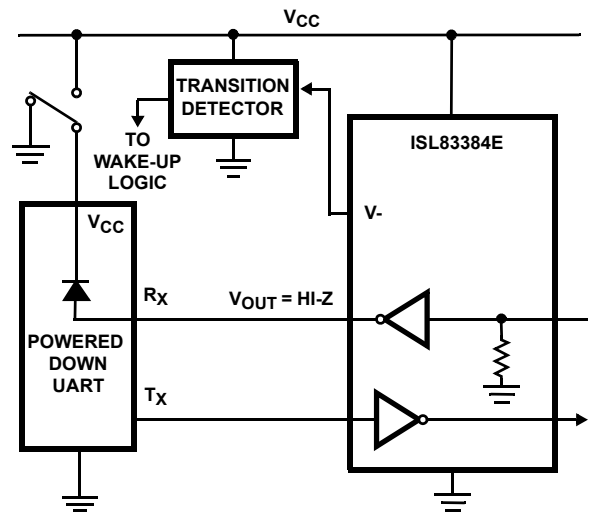 VCC
TRANSITION
DETECTOR
TO
WAKE-UP
LOGIC
ISL83384E
V-
VCC
RX
VOUT = HI-Z
POWERED
DOWN
UART
TX